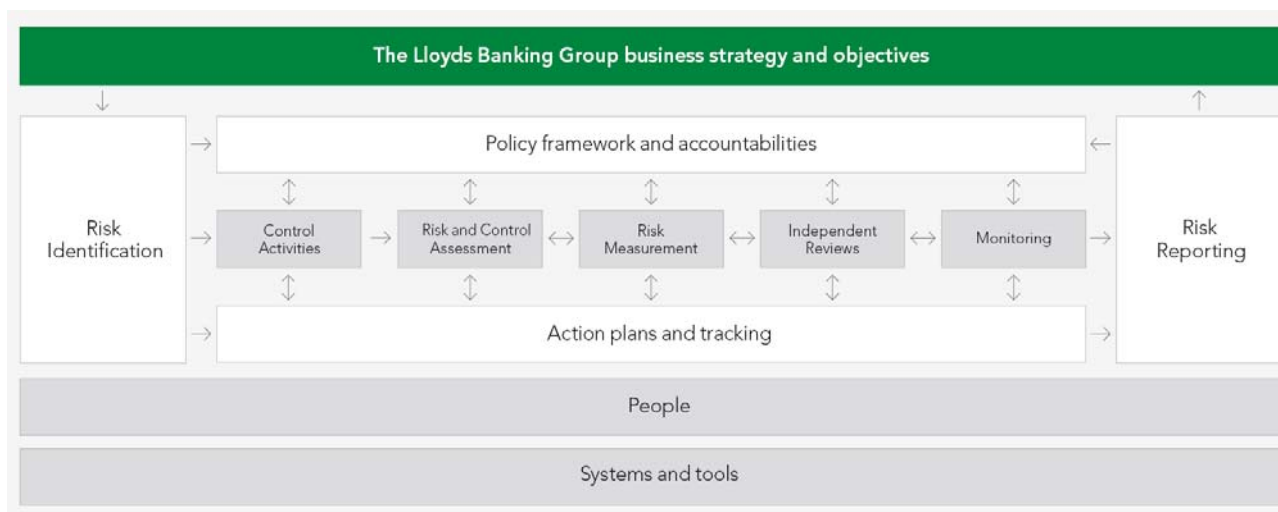 The Lloyds Banking Group business strategy and objectives
Policy framework and accountabilities
Risk
Identification
Control
Activities
Risk and Control
Assessment
Risk
Measurement
Independent
Reviews
Monitoring
Risk
Reporting
Action plans and tracking
People
Systems and tools